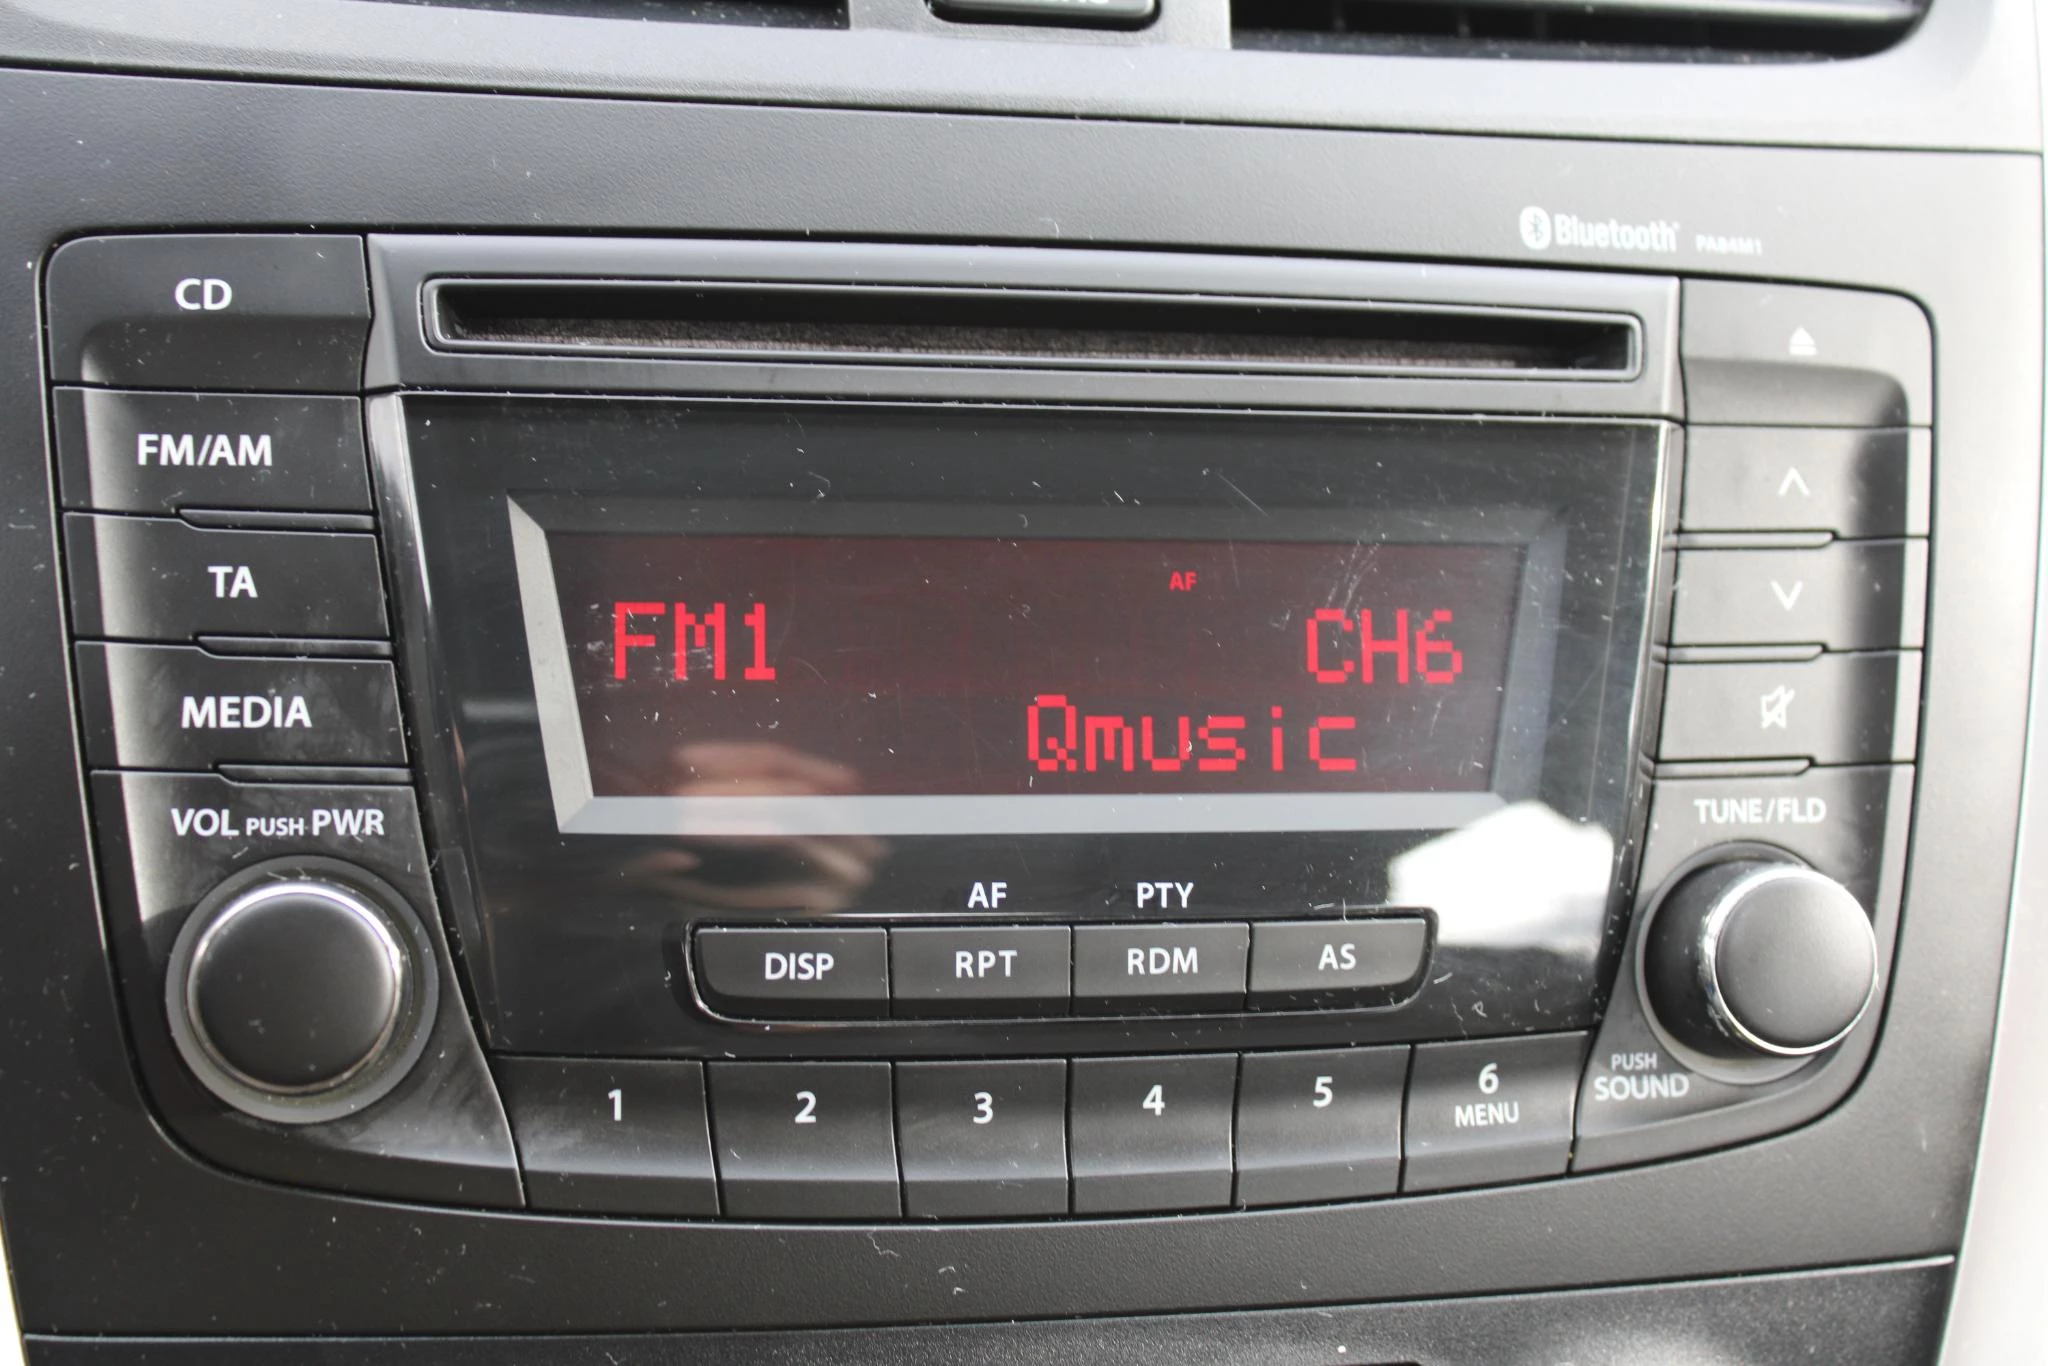 Bluetooth PA84M1
CD
FM/AM
TA
MEDIA
VOL PUSH PWR
AF
FM1 CH6
Qmusic
TUNE/FLD
AF PTY
DISP RPT RDM AS
PUSH
SOUND
1 2 3 4 5 6
MENU